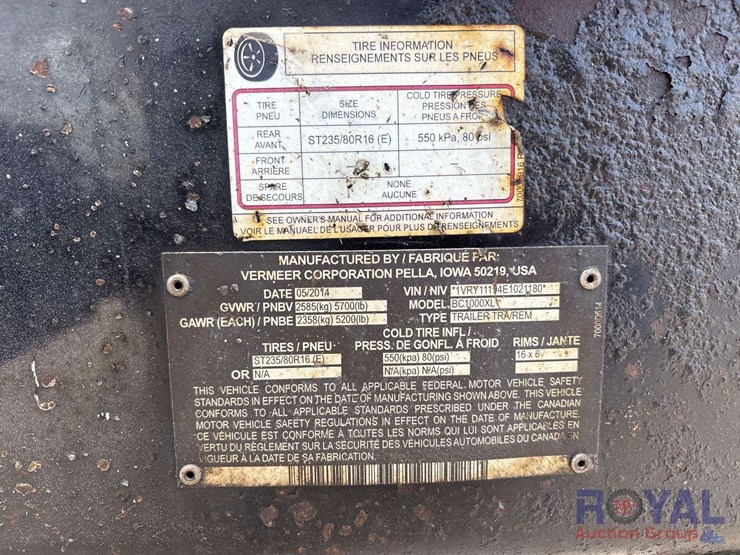 TIRE INFORMATION
RENSEIGNEMENTS SUR LES PNEUS
TIRE SIZE COLD TIRE PRESSURE
PNEU DIMENSIONS PRESSION DES
PNEUS A FROID
REAR ST235/80R16 (E) 550 kPa, 80 psi
AVANT
FRONT – –
ARRIÈRE
SPARE NONE
DE SECOURS AUCUNE
SEE OWNER'S MANUAL FOR ADDITIONAL INFORMATION
VOIR LE MANUAEL DE L'USAGER POUR PLUS DE RENSEIGNEMENTS
MANUFACTURED BY / FABRIQUÉ PAR:
VERMEER CORPORATION PELLA, IOWA 50219, USA
DATE 05/2014 VIN / NIV
GVWR / PNBV 2585(kg) 5700(lb) MODEL: BC1000XL
GAWR (EACH) / PNBE 2358(kg) 5200(lb) TYPE: TRAILER TRA/REM
COLD TIRE INFL./
TIRES / PNEU PRESS. DE GONFL. À FROID RIMS / JANTE
ST235/80R16 (E) 550(kpa) 80(psi) 16 x 6
OR N/A N/A(kpa) N/A(psi)
THIS VEHICLE CONFORMS TO ALL APPLICABLE FEDERAL MOTOR VEHICLE SAFETY
STANDARDS IN EFFECT ON THE DATE OF MANUFACTURING SHOWN ABOVE. THIS VEHICLE
CONFORMS TO ALL APPLICABLE STANDARDS PRESCRIBED UNDER THE CANADIAN
MOTOR VEHICLE SAFETY REGULATIONS IN EFFECT ON THE DATE OF MANUFACTURE.
CE VÉHICULE EST CONFORME À TOUTES LES NORMES QUI LUI SONT APPLICABLES EN
VERTU DU RÈGLEMENT SUR LA SÉCURITÉ DES VÉHICULES AUTOMOBILES DU CANADA EN
VIGUEUR À LA DATE DE SA FABRICATION.
ROYAL
Auction Group